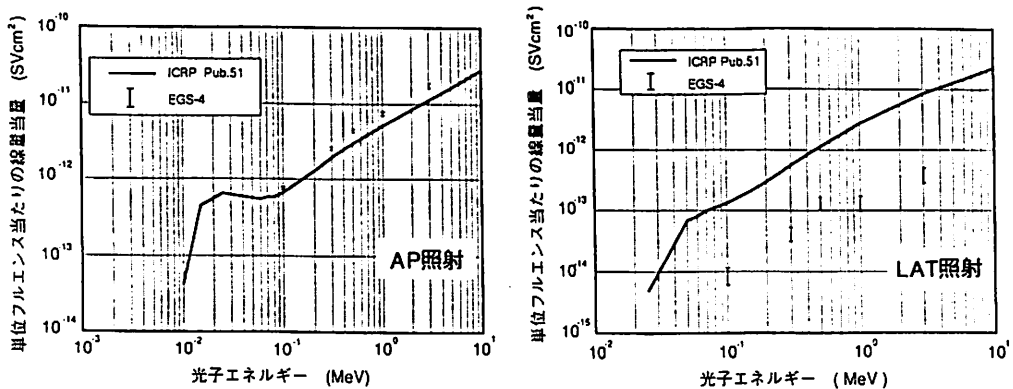 単位フルエンス当たりの線量当量 (SVcm²)
10⁻¹⁰
10⁻¹¹
10⁻¹²
10⁻¹³
10⁻¹⁴
ICRP Pub.51
EGS-4
AP照射
10⁻³
10⁻²
10⁻¹
10⁰
10¹
光子エネルギー (MeV)
単位フルエンス当たりの線量当量 (SVcm²)
10⁻¹⁰
10⁻¹¹
10⁻¹²
10⁻¹³
10⁻¹⁴
10⁻¹⁵
ICRP Pub.51
EGS-4
LAT照射
10⁻²
10⁻¹
10⁰
10¹
光子エネルギー (MeV)